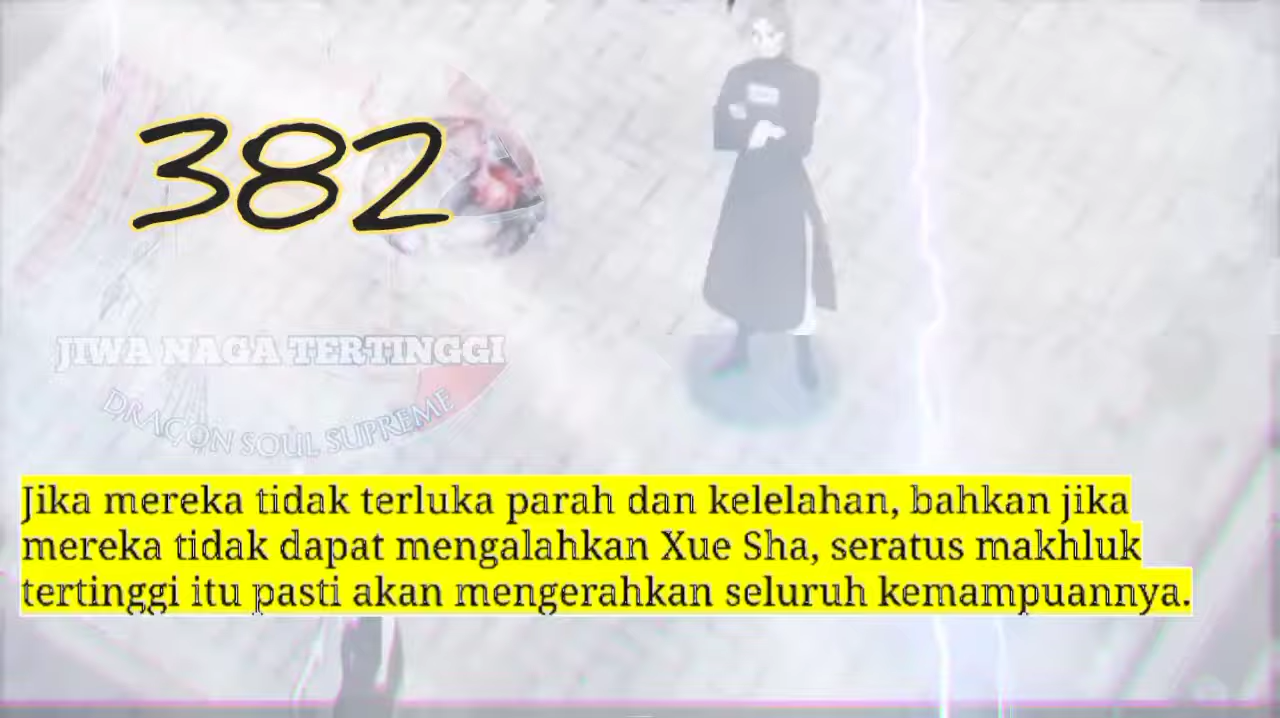 382
JIWA NAGA TERTINGGI
DRAGON SOUL SUPREME
Jika mereka tidak terluka parah dan kelelahan, bahkan jika
mereka tidak dapat mengalahkan Xue Sha, seratus makhluk
tertinggi itu pasti akan mengerahkan seluruh kemampuannya.